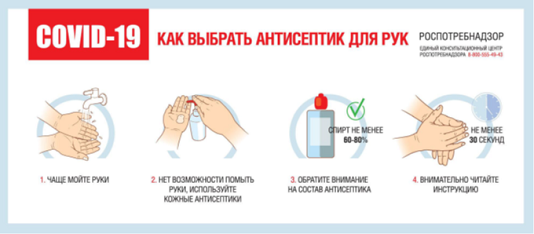 COVID-19
КАК ВЫБРАТЬ АНТИСЕПТИК ДЛЯ РУК
РОСПОТРЕБНАДЗОР
ЕДИНЫЙ КОНСУЛЬТАЦИОННЫЙ ЦЕНТР
РОСПОТРЕБНАДЗОРА 8-800-555-49-43
СПИРТ НЕ МЕНЕЕ
60-80%
НЕ МЕНЕЕ
30 СЕКУНД
1. ЧАЩЕ МОЙТЕ РУКИ
2. НЕТ ВОЗМОЖНОСТИ ПОМЫТЬ
РУКИ, ИСПОЛЬЗУЙТЕ
КОЖНЫЕ АНТИСЕПТИКИ
3. ОБРАТИТЕ ВНИМАНИЕ
НА СОСТАВ АНТИСЕПТИКА
4. ВНИМАТЕЛЬНО ЧИТАЙТЕ
ИНСТРУКЦИЮ